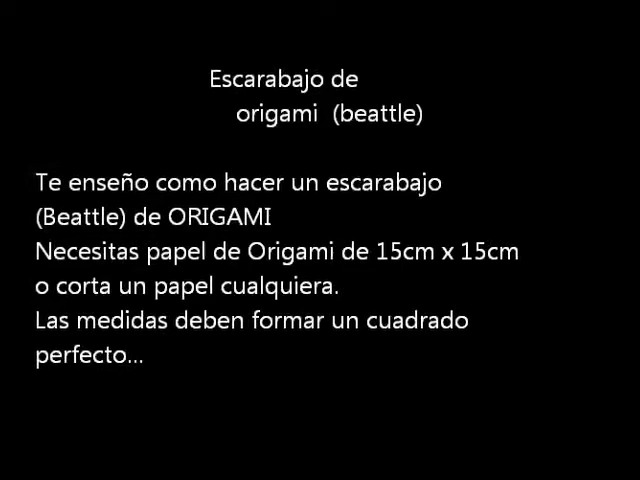 Escarabajo de
origami (beattle)
Te enseño como hacer un escarabajo
(Beattle) de ORIGAMI
Necesitas papel de Origami de 15cm x 15cm
o corta un papel cualquiera.
Las medidas deben formar un cuadrado
perfecto...